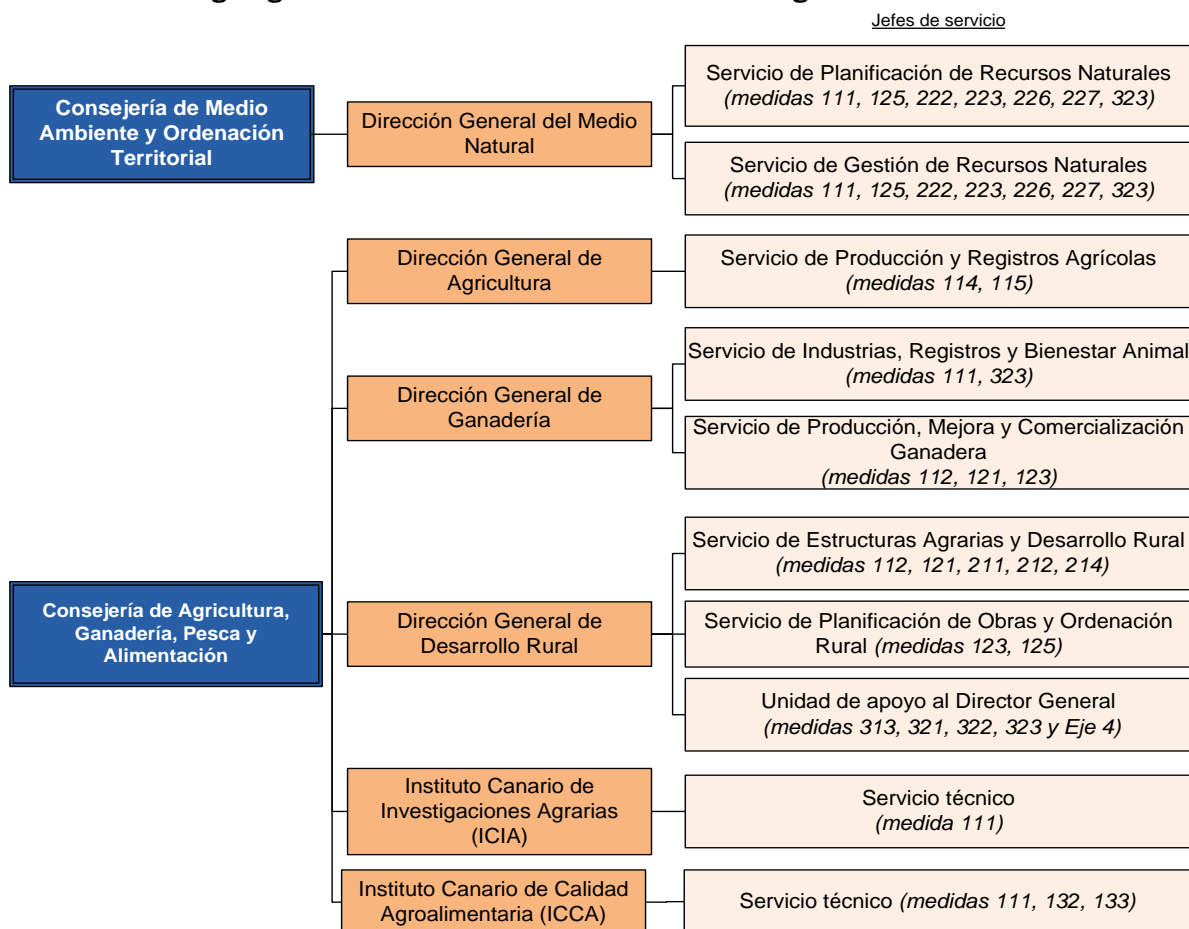 Jefes de servicio
Consejería de Medio
Ambiente y Ordenación
Territorial
Dirección General del Medio
Natural
Servicio de Planificación de Recursos Naturales
(medidas 111, 125, 222, 223, 226, 227, 323)
Servicio de Gestión de Recursos Naturales
(medidas 111, 125, 222, 223, 226, 227, 323)
Consejería de Agricultura,
Ganadería, Pesca y
Alimentación
Dirección General de
Agricultura
Servicio de Producción y Registros Agrícolas
(medidas 114, 115)
Dirección General de
Ganadería
Servicio de Industrias, Registros y Bienestar Animal
(medidas 111, 323)
Servicio de Producción, Mejora y Comercialización
Ganadera
(medidas 112, 121, 123)
Dirección General de
Desarrollo Rural
Servicio de Estructuras Agrarias y Desarrollo Rural
(medidas 112, 121, 211, 212, 214)
Servicio de Planificación de Obras y Ordenación
Rural (medidas 123, 125)
Unidad de apoyo al Director General
(medidas 313, 321, 322, 323 y Eje 4)
Instituto Canario de
Investigaciones Agrarias
(ICIA)
Servicio técnico
(medida 111)
Instituto Canario de Calidad
Agroalimentaria (ICCA)
Servicio técnico (medidas 111, 132, 133)